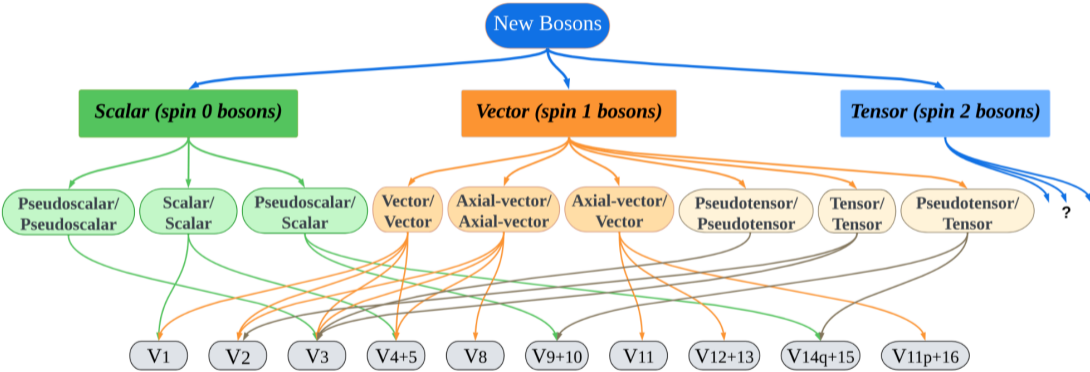 New Bosons
Scalar (spin 0 bosons)
Vector (spin 1 bosons)
Tensor (spin 2 bosons)
Pseudoscalar/
Pseudoscalar
Scalar/
Scalar
Pseudoscalar/
Scalar
Vector/
Vector
Axial-vector/
Axial-vector
Axial-vector/
Vector
Pseudotensor/
Pseudotensor
Tensor/
Tensor
Pseudotensor/
Tensor
?
V1
V2
V3
V4+5
V8
V9+10
V11
V12+13
V14q+15
V11p+16